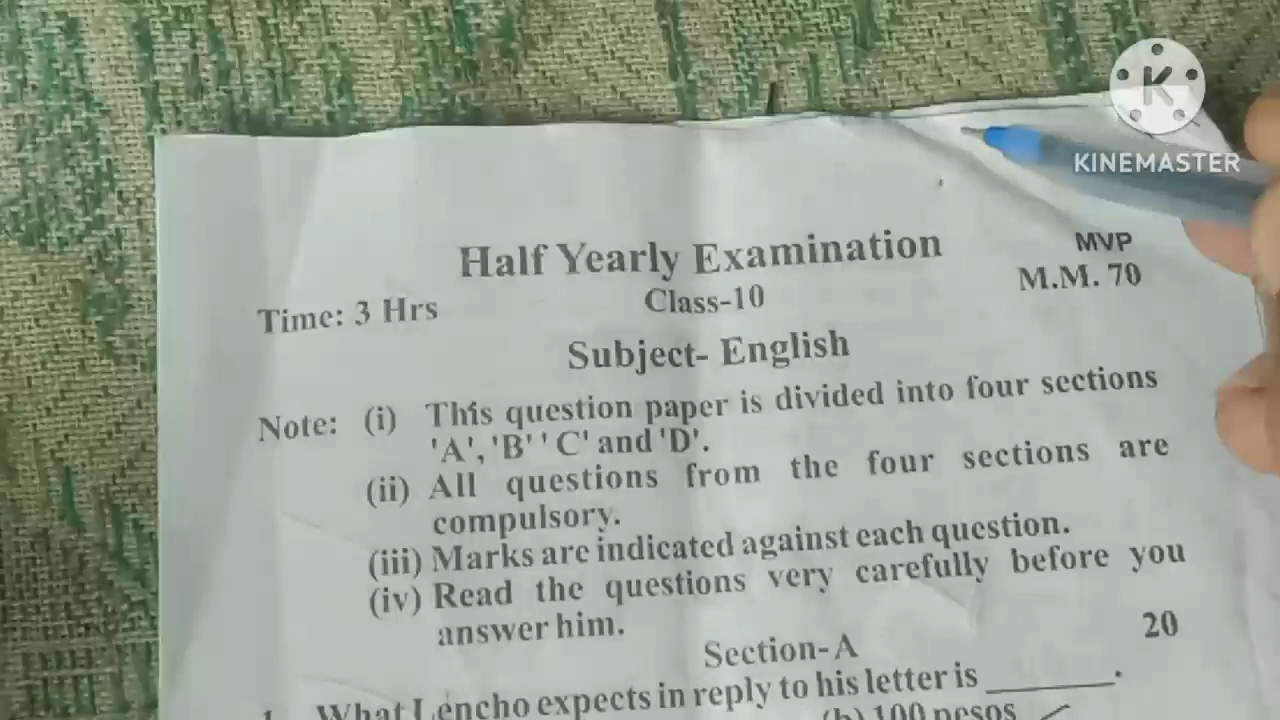 K
KINEMASTER
Half Yearly Examination
MVP
Time: 3 Hrs
Class-10
M.M. 70
Subject- English
Note: (i) This question paper is divided into four sections
'A', 'B' ' C' and 'D'.
(ii) All questions from the four sections are
compulsory.
(iii) Marks are indicated against each question.
(iv) Read the questions very carefully before you
answer him.
Section-A
20
1. What Lencho expects in reply to his letter is ________.
(b) 100 pesos